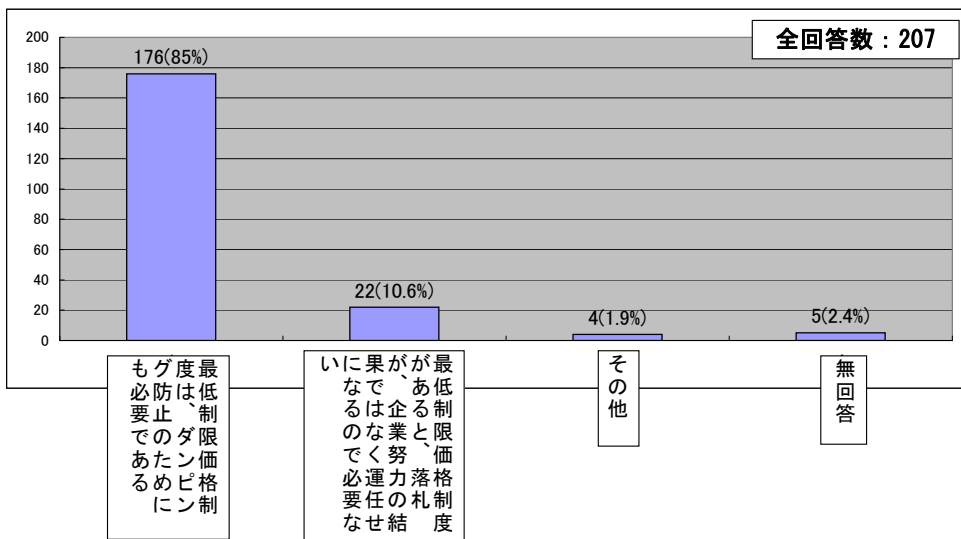 全回答数：207
200
180
160
140
120
100
80
60
40
20
0
176(85%)
22(10.6%)
4(1.9%)
5(2.4%)
最低制限価格制
度は、ダンピン
グ防止のために
も必要である
最低制限価格制度
があると、落札
が、企業努力の結
果ではなく運任せ
になるので必要な
い
その他
無回答